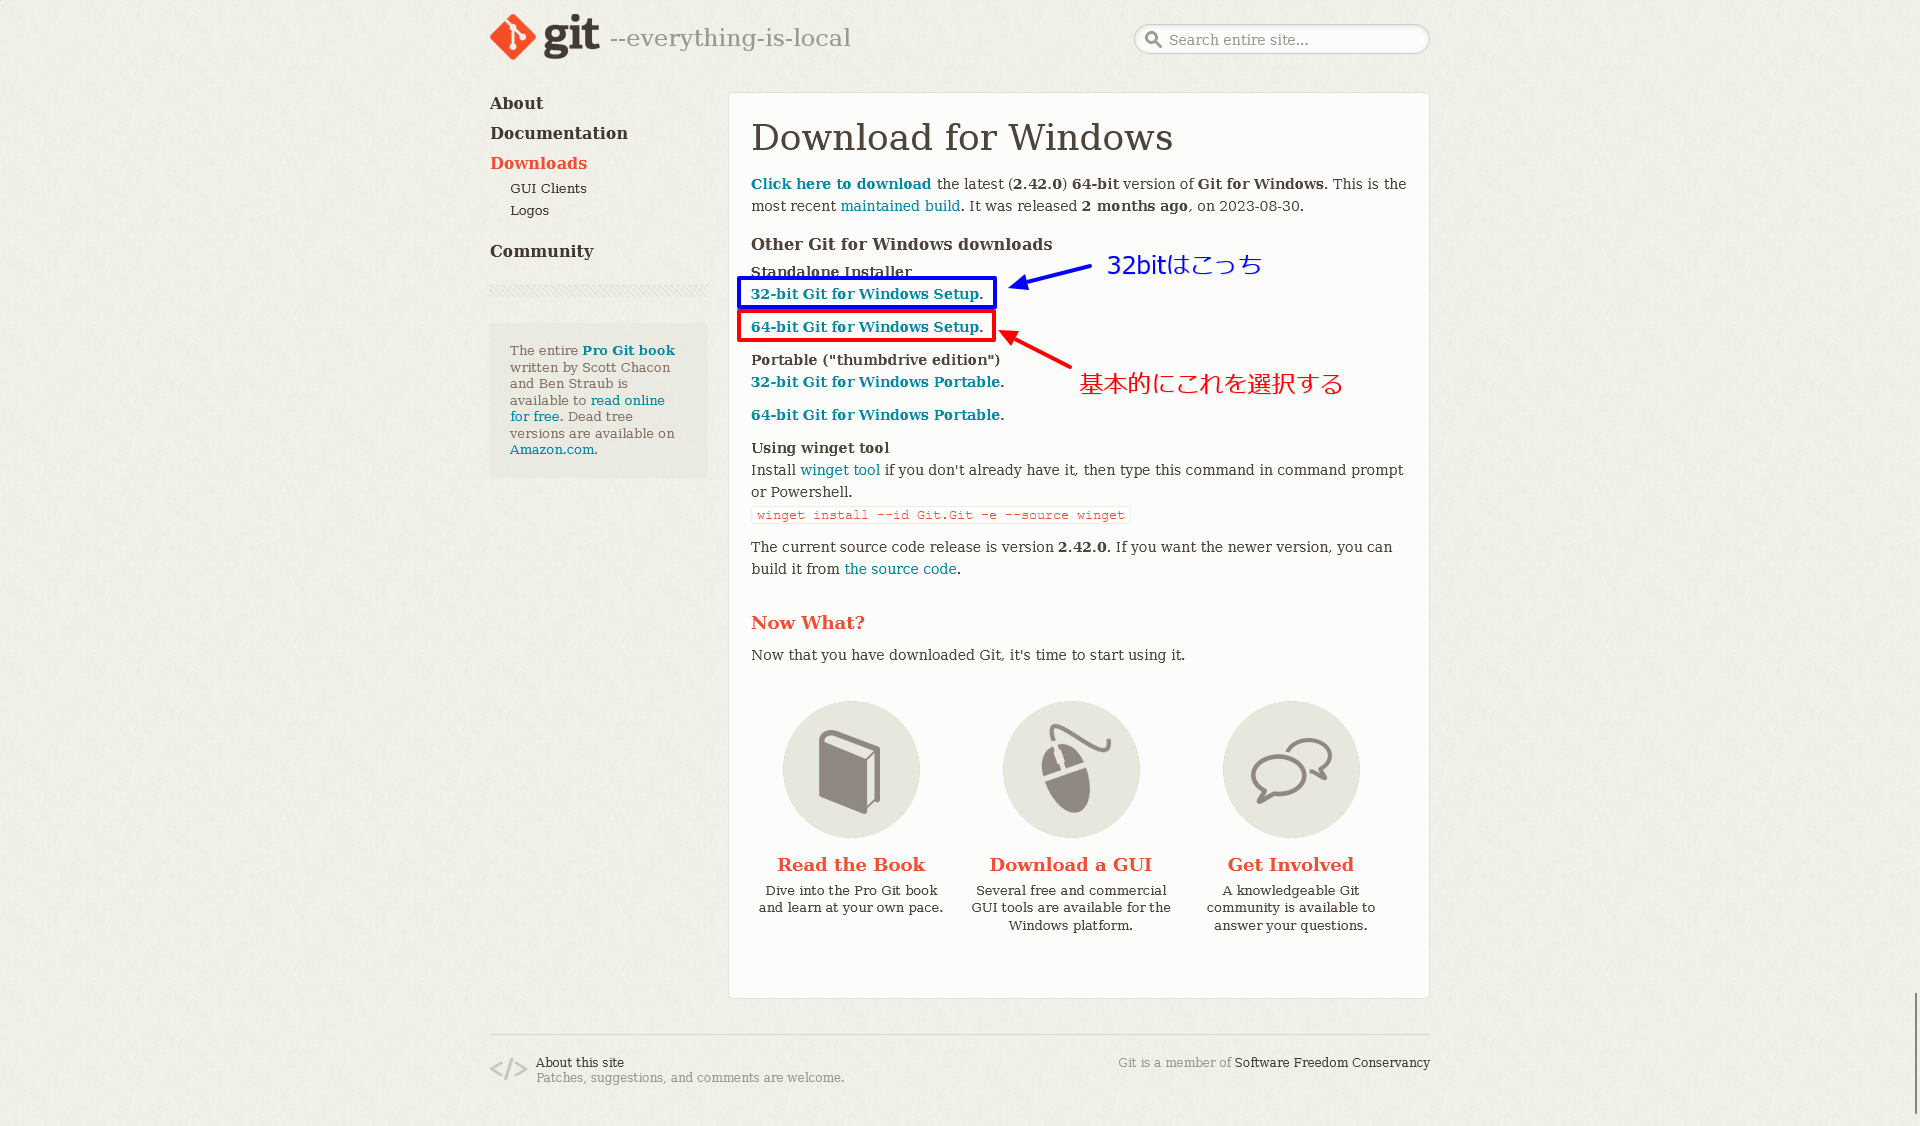 git --everything-is-local
Search entire site...
About
Documentation
Downloads
GUI Clients
Logos
Community
The entire Pro Git book
written by Scott Chacon
and Ben Straub is
available to read online
for free. Dead tree
versions are available on
Amazon.com.
Download for Windows
Click here to download the latest (2.42.0) 64-bit version of Git for Windows. This is the
most recent maintained build. It was released 2 months ago, on 2023-08-30.
Other Git for Windows downloads
Standalone Installer
32-bit Git for Windows Setup.
32bitはこっち
64-bit Git for Windows Setup.
基本的にこれを選択する
Portable ("thumbdrive edition")
32-bit Git for Windows Portable.
64-bit Git for Windows Portable.
Using winget tool
Install winget tool if you don't already have it, then type this command in command prompt
or Powershell.
winget install --id Git.Git -e --source winget
The current source code release is version 2.42.0. If you want the newer version, you can
build it from the source code.
Now What?
Now that you have downloaded Git, it's time to start using it.
Read the Book
Dive into the Pro Git book
and learn at your own pace.
Download a GUI
Several free and commercial
GUI tools are available for the
Windows platform.
Get Involved
A knowledgeable Git
community is available to
answer your questions.
</> About this site
Patches, suggestions, and comments are welcome.
Git is a member of Software Freedom Conservancy